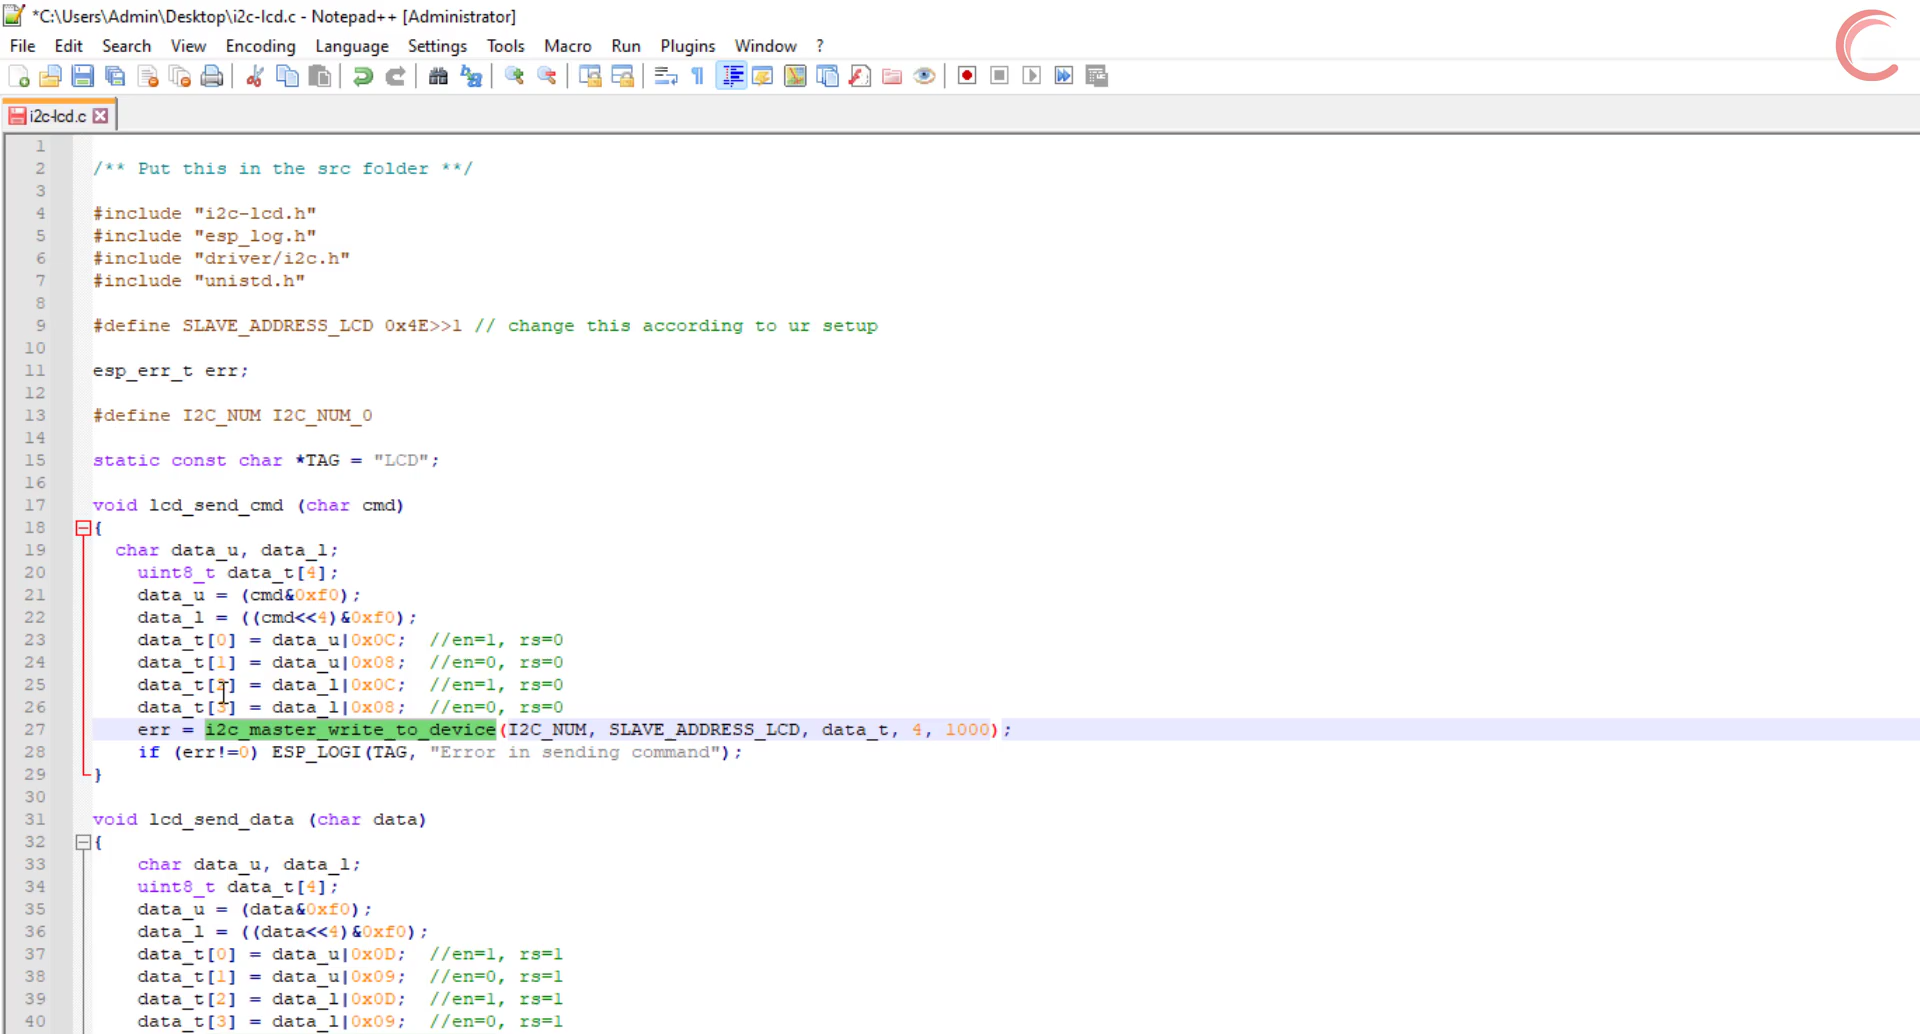 *C:\Users\Admin\Desktop\i2c-lcd.c - Notepad++ [Administrator]
File Edit Search View Encoding Language Settings Tools Macro Run Plugins Window ?
i2c-lcd.c
1
2 /** Put this in the src folder **/
3
4 #include "i2c-lcd.h"
5 #include "esp_log.h"
6 #include "driver/i2c.h"
7 #include "unistd.h"
8
9 #define SLAVE_ADDRESS_LCD 0x4E>>1 // change this according to ur setup
10
11 esp_err_t err;
12
13 #define I2C_NUM I2C_NUM_0
14
15 static const char *TAG = "LCD";
16
17 void lcd_send_cmd (char cmd)
18 {
19 char data_u, data_l;
20 uint8_t data_t[4];
21 data_u = (cmd&0xf0);
22 data_l = ((cmd<<4)&0xf0);
23 data_t[0] = data_u|0x0C; //en=1, rs=0
24 data_t[1] = data_u|0x08; //en=0, rs=0
25 data_t[2] = data_l|0x0C; //en=1, rs=0
26 data_t[3] = data_l|0x08; //en=0, rs=0
27 err = i2c_master_write_to_device(I2C_NUM, SLAVE_ADDRESS_LCD, data_t, 4, 1000);
28 if (err!=0) ESP_LOGI(TAG, "Error in sending command");
29 }
30
31 void lcd_send_data (char data)
32 {
33 char data_u, data_l;
34 uint8_t data_t[4];
35 data_u = (data&0xf0);
36 data_l = ((data<<4)&0xf0);
37 data_t[0] = data_u|0x0D; //en=1, rs=1
38 data_t[1] = data_u|0x09; //en=0, rs=1
39 data_t[2] = data_l|0x0D; //en=1, rs=1
40 data_t[3] = data_l|0x09; //en=0, rs=1